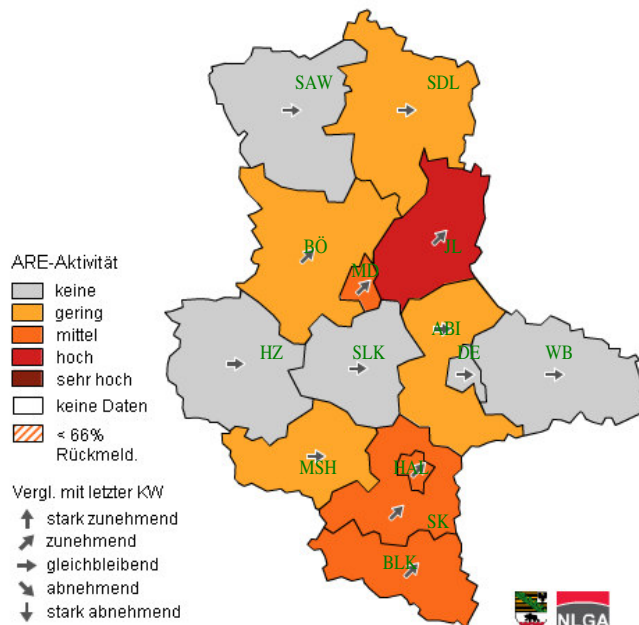 SAW
SDL
BÖ
JL
MD
ARE-Aktivität
keine
gering
mittel
hoch
sehr hoch
keine Daten
< 66%
Rückmeld.
ABI
HZ
SLK
DE
WB
MSH
HAL
SK
BLK
Vergl. mit letzter KW
stark zunehmend
zunehmend
gleichbleibend
abnehmend
stark abnehmend
NLGA